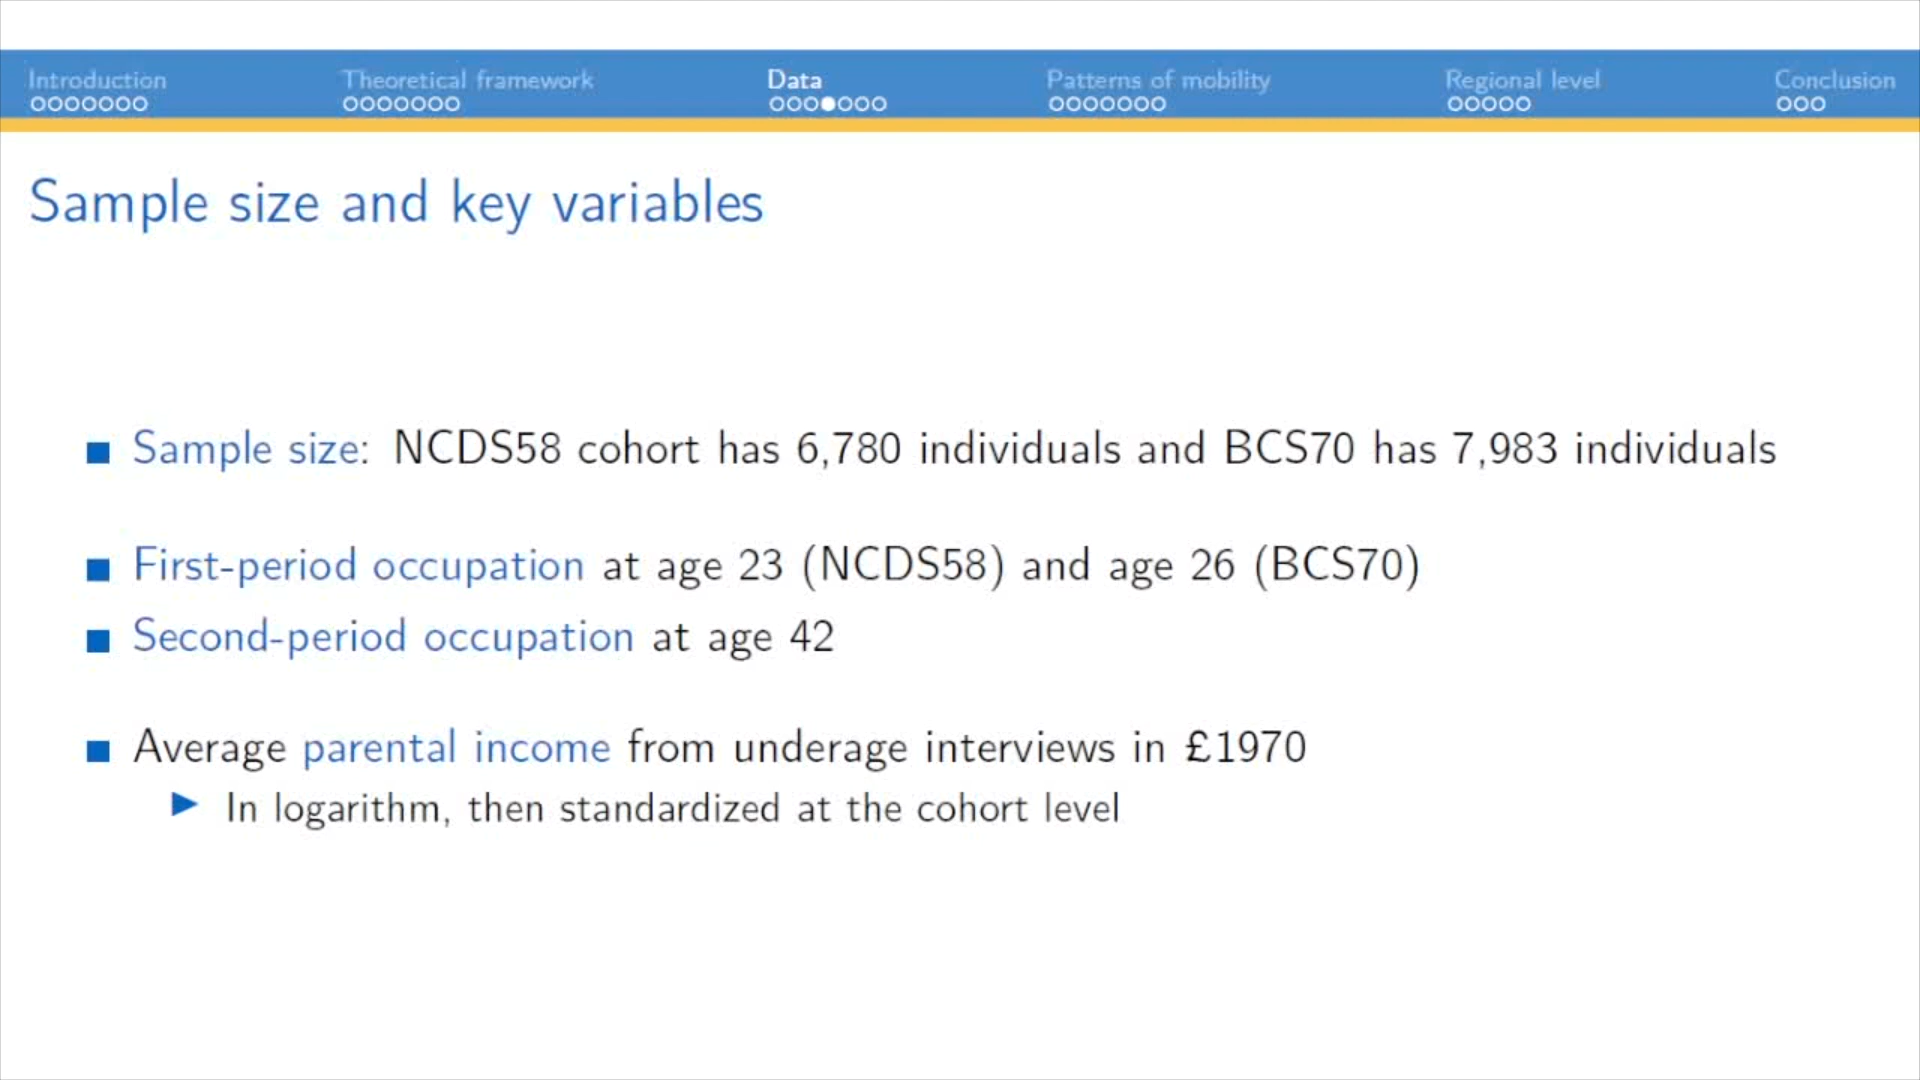 Introduction Theoretical framework Data Patterns of mobility Regional level Conclusion
Sample size and key variables
Sample size: NCDS58 cohort has 6,780 individuals and BCS70 has 7,983 individuals
First-period occupation at age 23 (NCDS58) and age 26 (BCS70)
Second-period occupation at age 42
Average parental income from underage interviews in £1970
In logarithm, then standardized at the cohort level